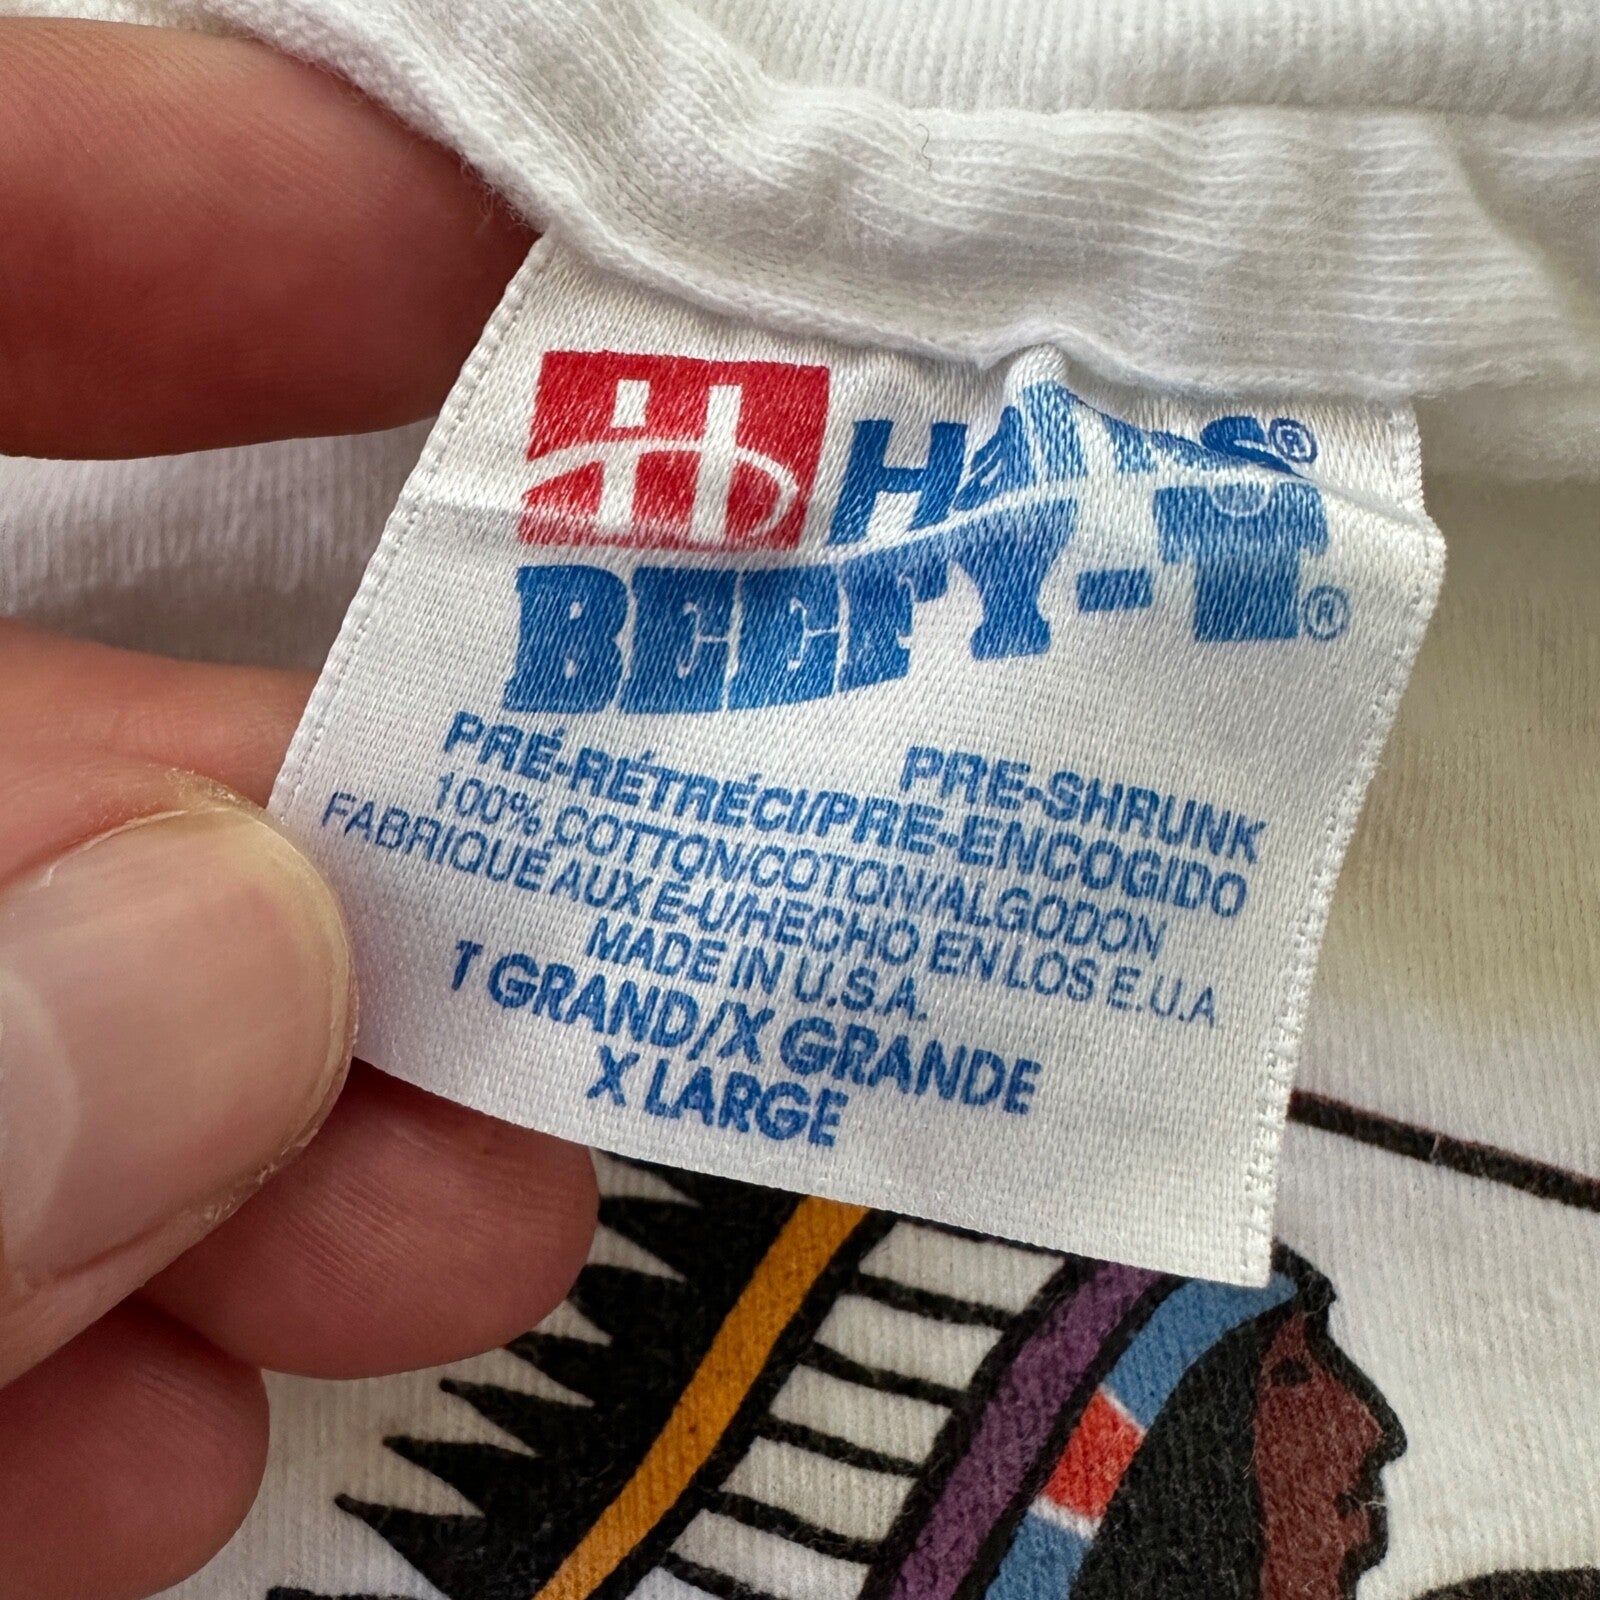 H HANES®
BEEFY-T®
PRE-SHRUNK
PRÉ-RÉTRÉCI/PRE-ENCOGIDO
100% COTTON/COTON/ALGODON
FABRIQUÉ AUX É-U/HECHO EN LOS E.U.A.
MADE IN U.S.A.
T GRAND/X GRANDE
X LARGE